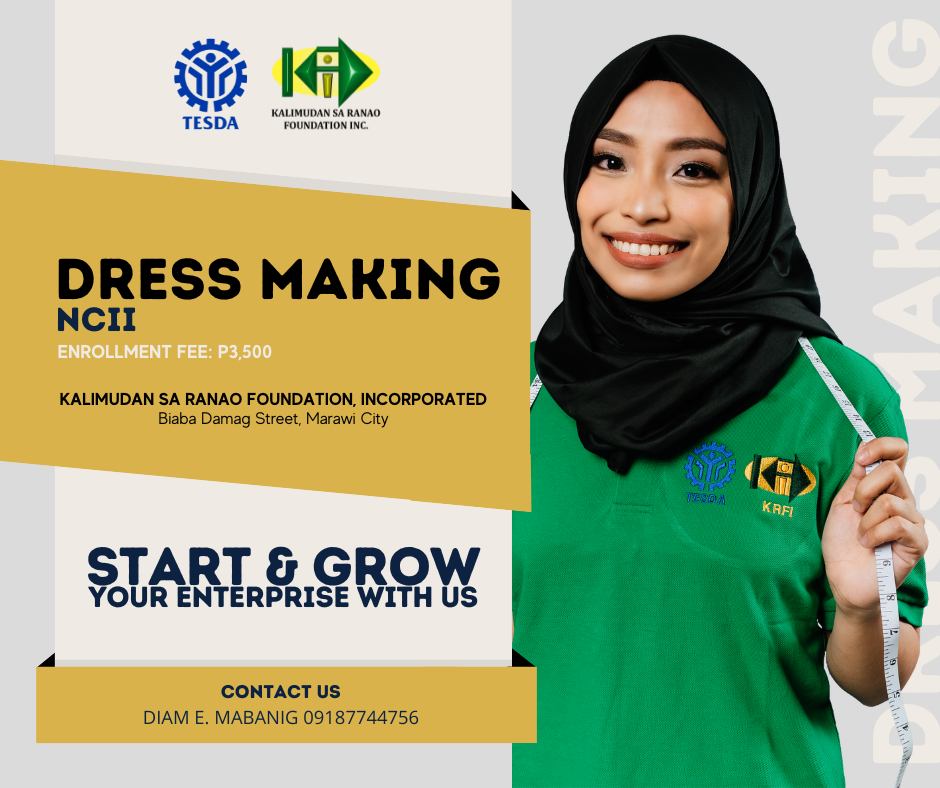 TESDA
KALIMUDAN SA RANAO
FOUNDATION INC.
DRESS MAKING
NCII
ENROLLMENT FEE: P3,500
KALIMUDAN SA RANAO FOUNDATION, INCORPORATED
Biaba Damag Street, Marawi City
START & GROW
YOUR ENTERPRISE WITH US
CONTACT US
DIAM E. MABANIG 09187744756
TESDA
KRFI
DRESS MAKING